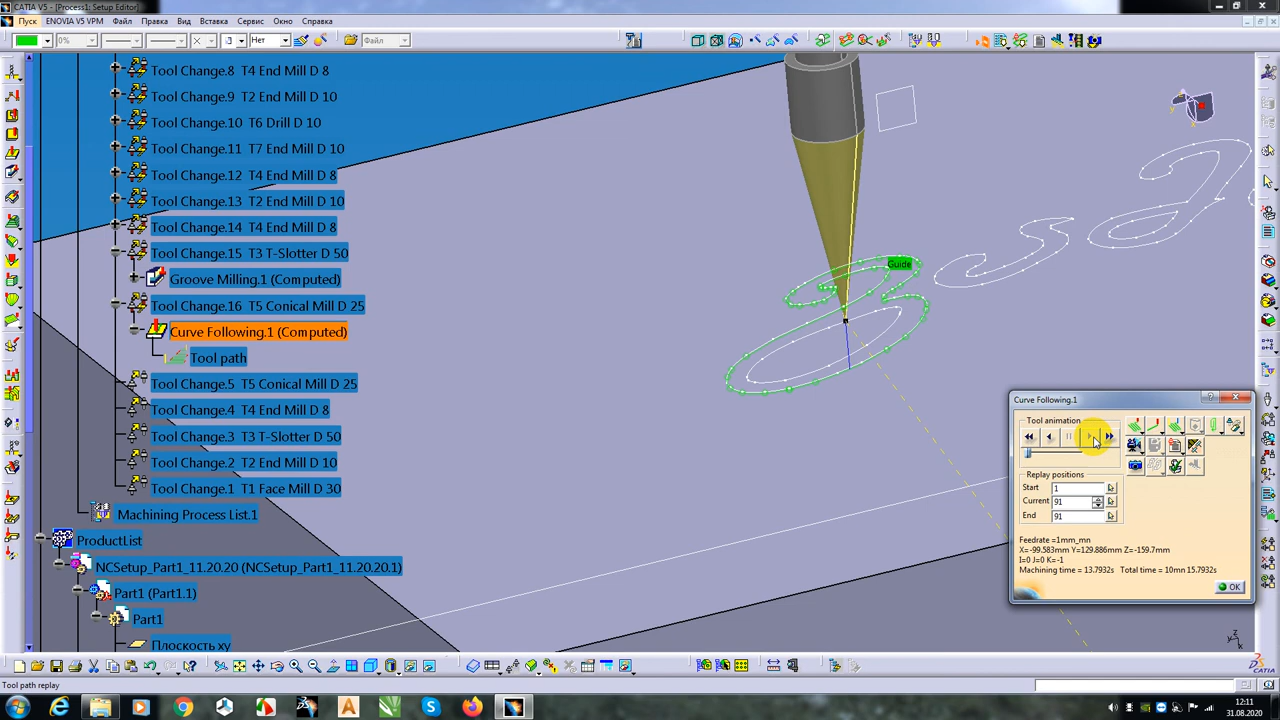 CATIA V5 - [Process1: Setup Editor]
Пуск ENOVIA V5 VPM Файл Правка Вид Вставка Сервис Окно Справка
0% Нет Файл
Tool Change.8 T4 End Mill D 8
Tool Change.9 T2 End Mill D 10
Tool Change.10 T6 Drill D 10
Tool Change.11 T7 End Mill D 10
Tool Change.12 T4 End Mill D 8
Tool Change.13 T2 End Mill D 10
Tool Change.14 T4 End Mill D 8
Tool Change.15 T3 T-Slotter D 50
Groove Milling.1 (Computed)
Tool Change.16 T5 Conical Mill D 25
Curve Following.1 (Computed)
Tool path
Tool Change.5 T5 Conical Mill D 25
Tool Change.4 T4 End Mill D 8
Tool Change.3 T3 T-Slotter D 50
Tool Change.2 T2 End Mill D 10
Tool Change.1 T1 Face Mill D 30
Machining Process List.1
ProductList
NCSetup_Part1_11.20.20 (NCSetup_Part1_11.20.20.1)
Part1 (Part1.1)
Part1
Плоскость xy
Guide
Curve Following.1
Tool animation
Replay positions
Start 1
Current 91
End 91
Feedrate =1mm_mn
X=-99.583mm Y=129.886mm Z=-159.7mm
I=0 J=0 K=-1
Machining time = 13.7932s Total time = 10mn 15.7932s
OK
Tool path replay
12:11
31.08.2020